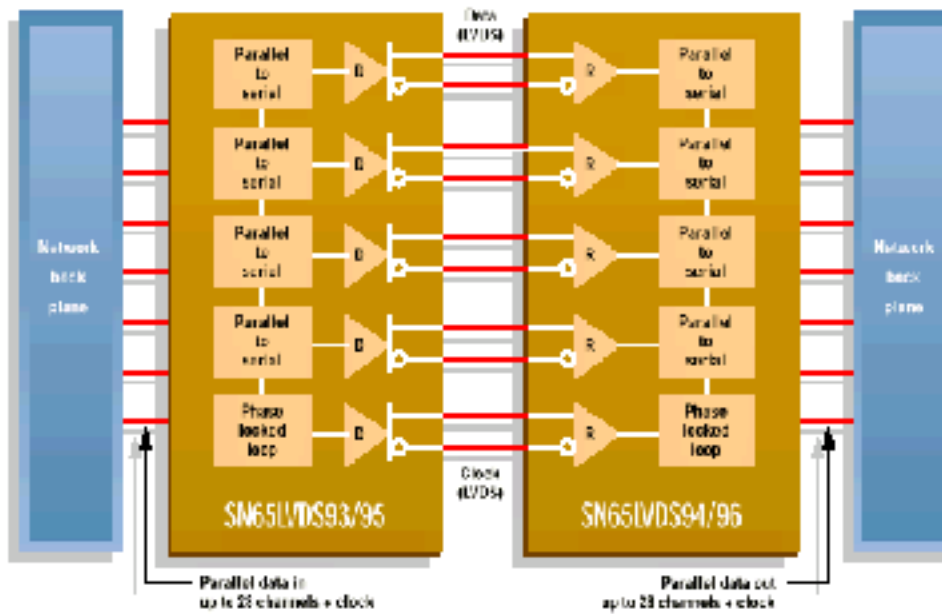 Data
(LVDS)
Parallel
to
serial
D
R
Parallel
to
serial
Parallel
to
serial
D
R
Parallel
to
serial
Network
back
plane
Parallel
to
serial
D
R
Parallel
to
serial
Network
back
plane
Parallel
to
serial
D
R
Parallel
to
serial
Phase
locked
loop
D
R
Phase
locked
loop
Clock
(LVDS)
SN65LVDS93/95
SN65LVDS94/96
Parallel data in
up to 28 channels + clock
Parallel data out
up to 28 channels + clock